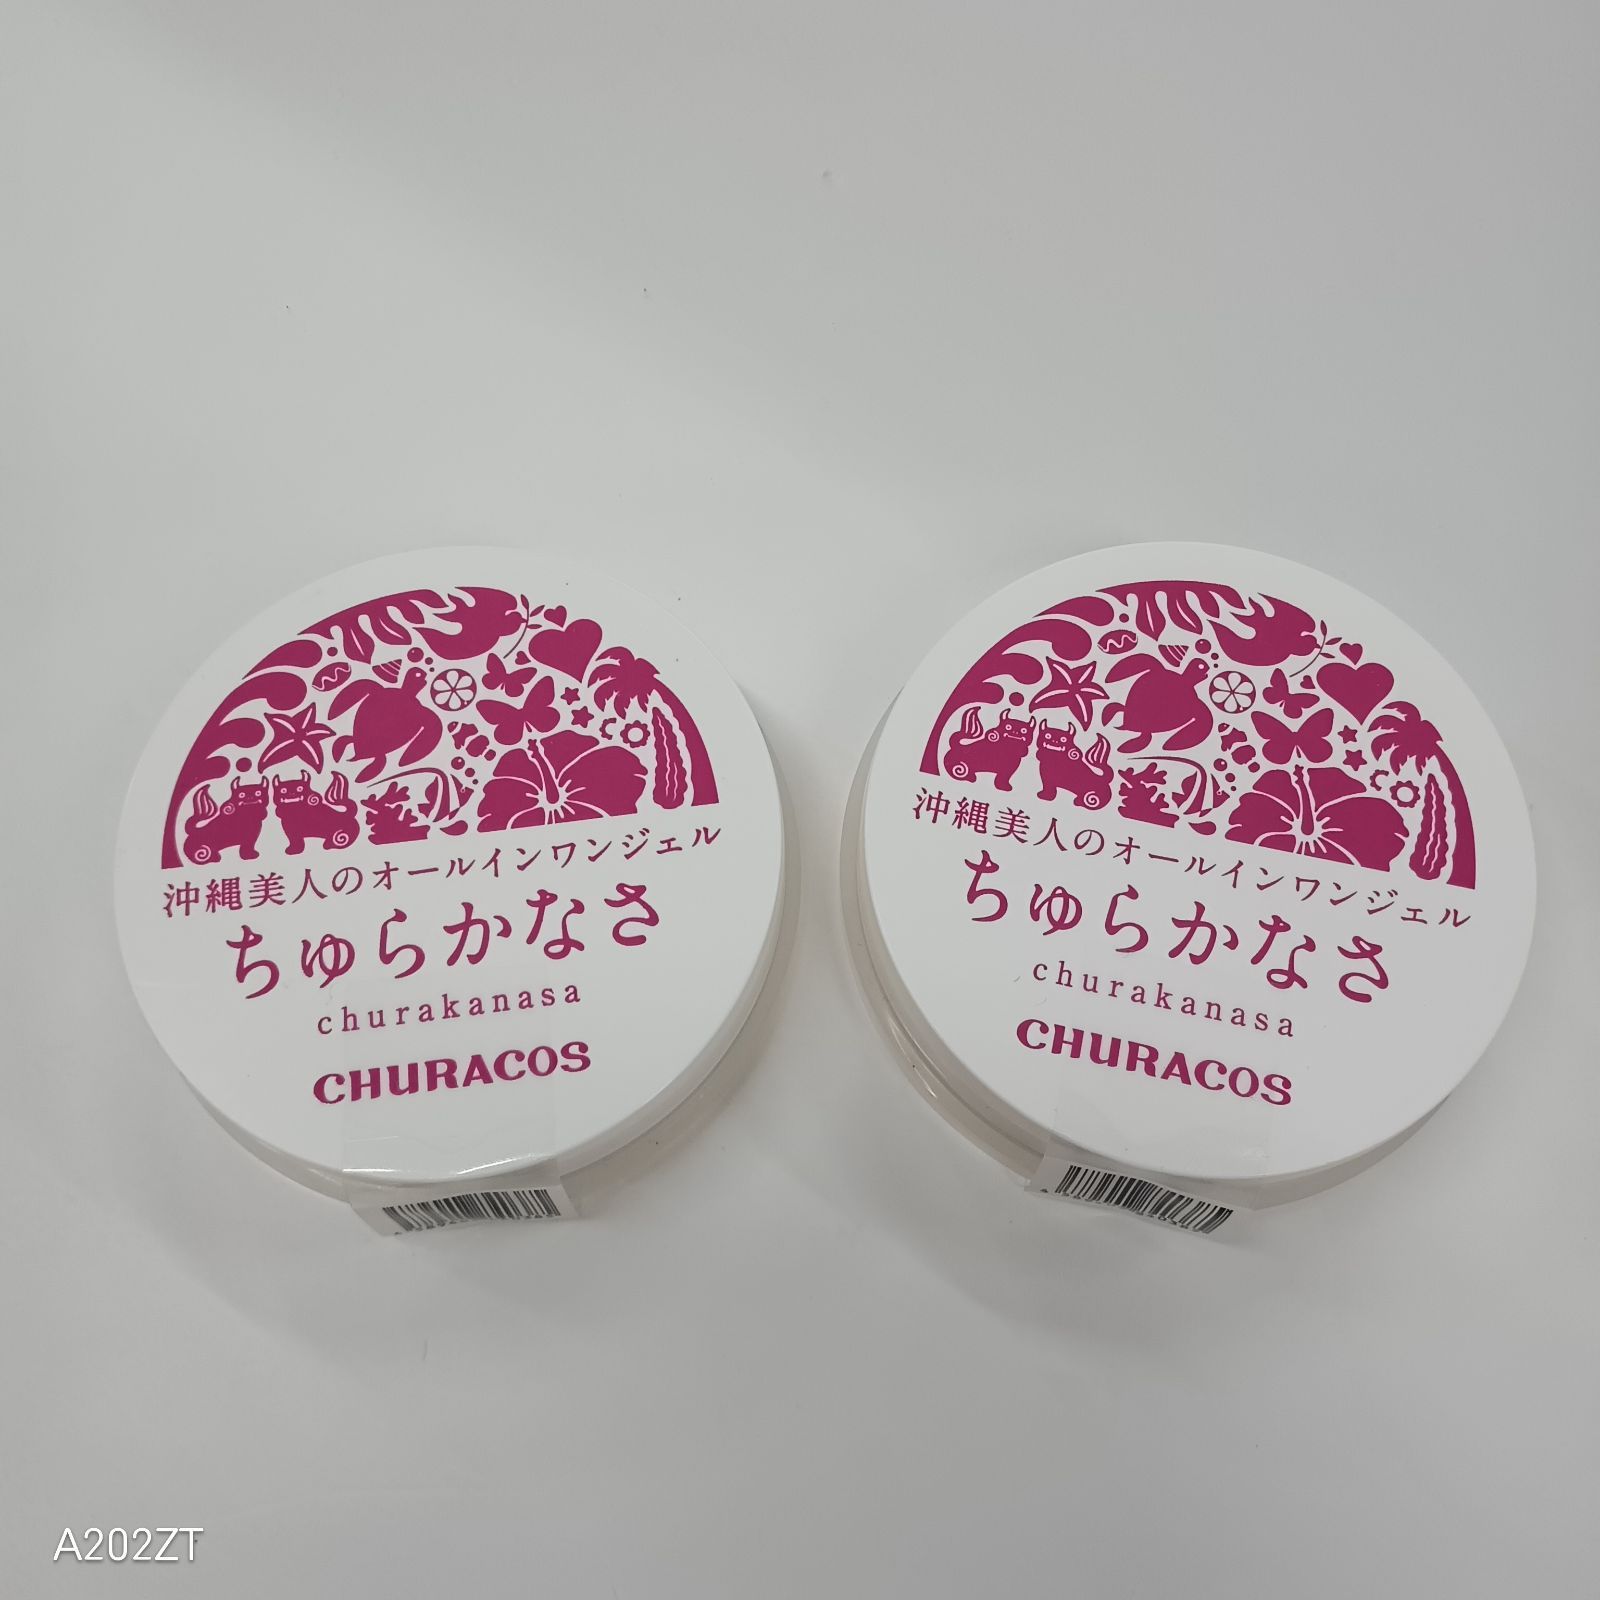 沖縄美人のオールインワンジェル
ちゅらかなさ
churakanasa
CHURACOS
沖縄美人のオールインワンジェル
ちゅらかなさ
churakanasa
CHURACOS
A202ZT